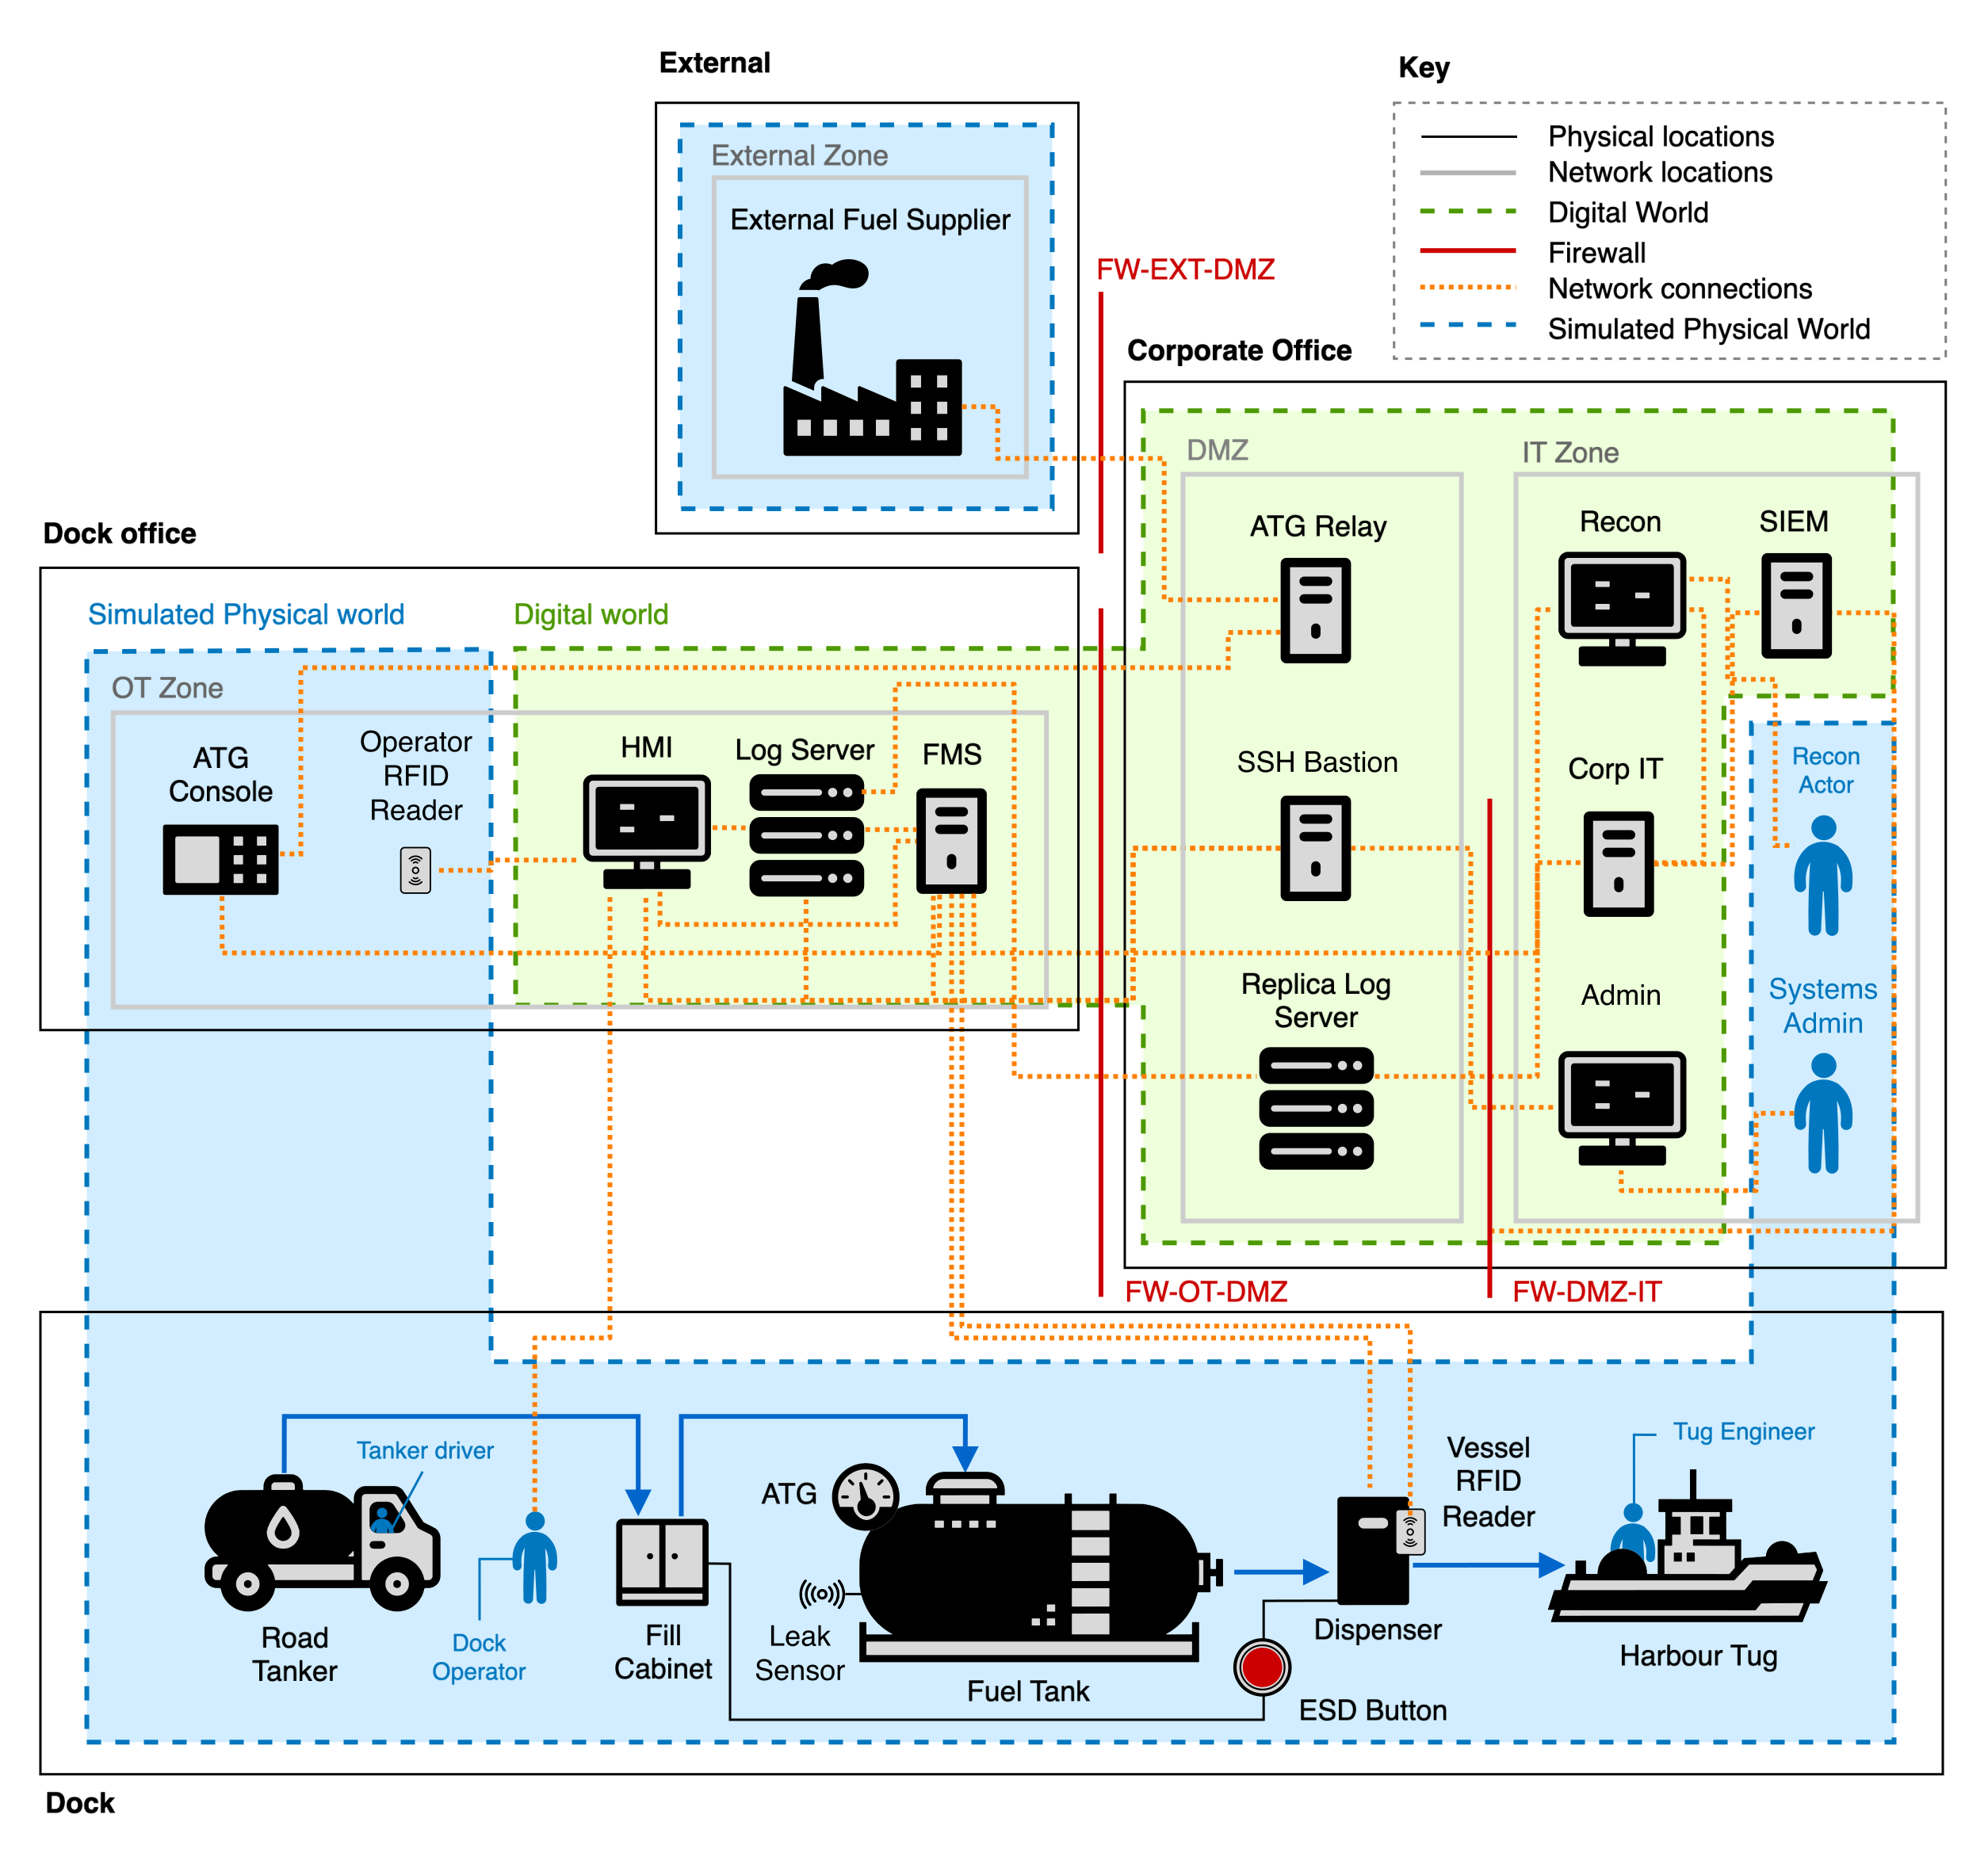 External
Key
Physical locations
Network locations
Digital World
Firewall
Network connections
Simulated Physical World
External Zone
External Fuel Supplier
FW-EXT-DMZ
Corporate Office
DMZ
IT Zone
ATG Relay
Recon
SIEM
Dock office
Simulated Physical world
Digital world
OT Zone
ATG
Console
Operator
RFID
Reader
HMI
Log Server
FMS
SSH Bastion
Corp IT
Recon
Actor
Replica Log
Server
Admin
Systems
Admin
FW-OT-DMZ
FW-DMZ-IT
Tanker driver
ATG
Vessel
RFID
Reader
Tug Engineer
Road
Tanker
Dock
Operator
Fill
Cabinet
Leak
Sensor
Fuel Tank
Dispenser
ESD Button
Harbour Tug
Dock